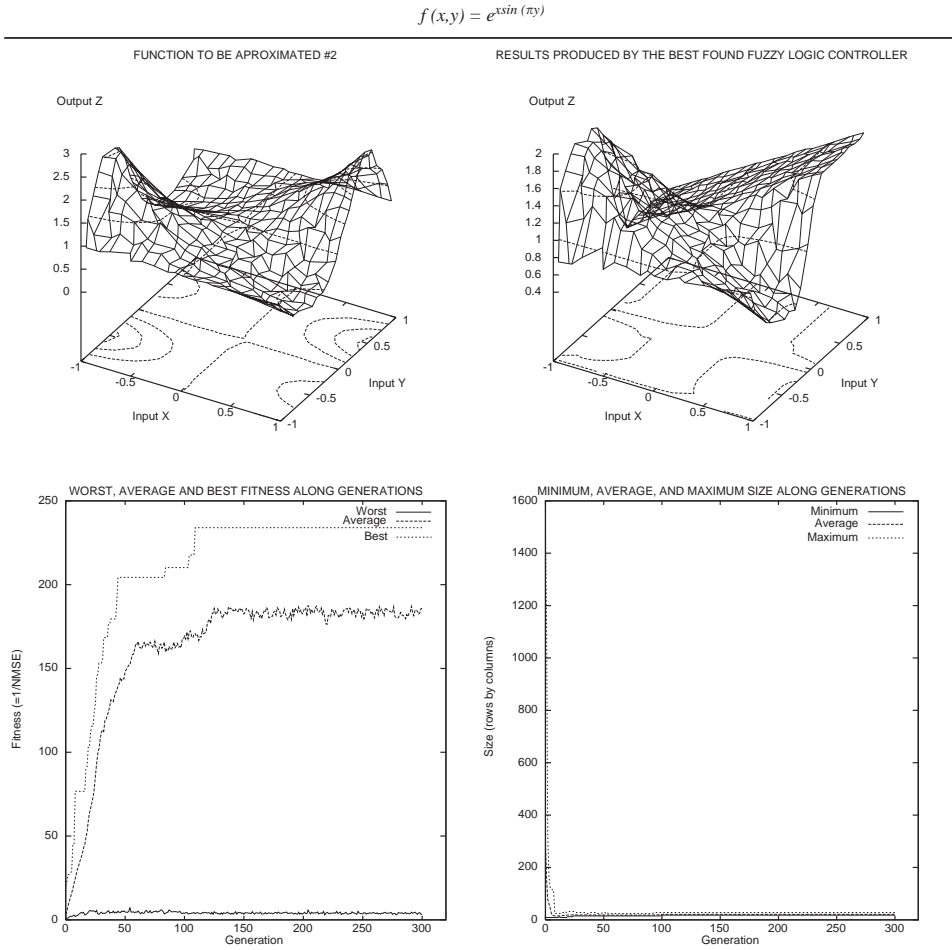 f (x,y) = e^{xsin (πy)}
FUNCTION TO BE APROXIMATED #2
Output Z
3
2.5
2
1.5
1
0.5
0
-1
-0.5
0
0.5
1
Input X
-1
-0.5
0
0.5
1
Input Y
RESULTS PRODUCED BY THE BEST FOUND FUZZY LOGIC CONTROLLER
Output Z
2
1.8
1.6
1.4
1.2
1
0.8
0.6
0.4
-1
-0.5
0
0.5
1
Input X
-1
-0.5
0
0.5
1
Input Y
WORST, AVERAGE AND BEST FITNESS ALONG GENERATIONS
Worst
Average
Best
250
200
150
100
50
0
Fitness (=1/NMSE)
0 50 100 150 200 250 300
Generation
MINIMUM, AVERAGE, AND MAXIMUM SIZE ALONG GENERATIONS
Minimum
Average
Maximum
1600
1400
1200
1000
800
600
400
200
0
Size (rows by columns)
0 50 100 150 200 250 300
Generation